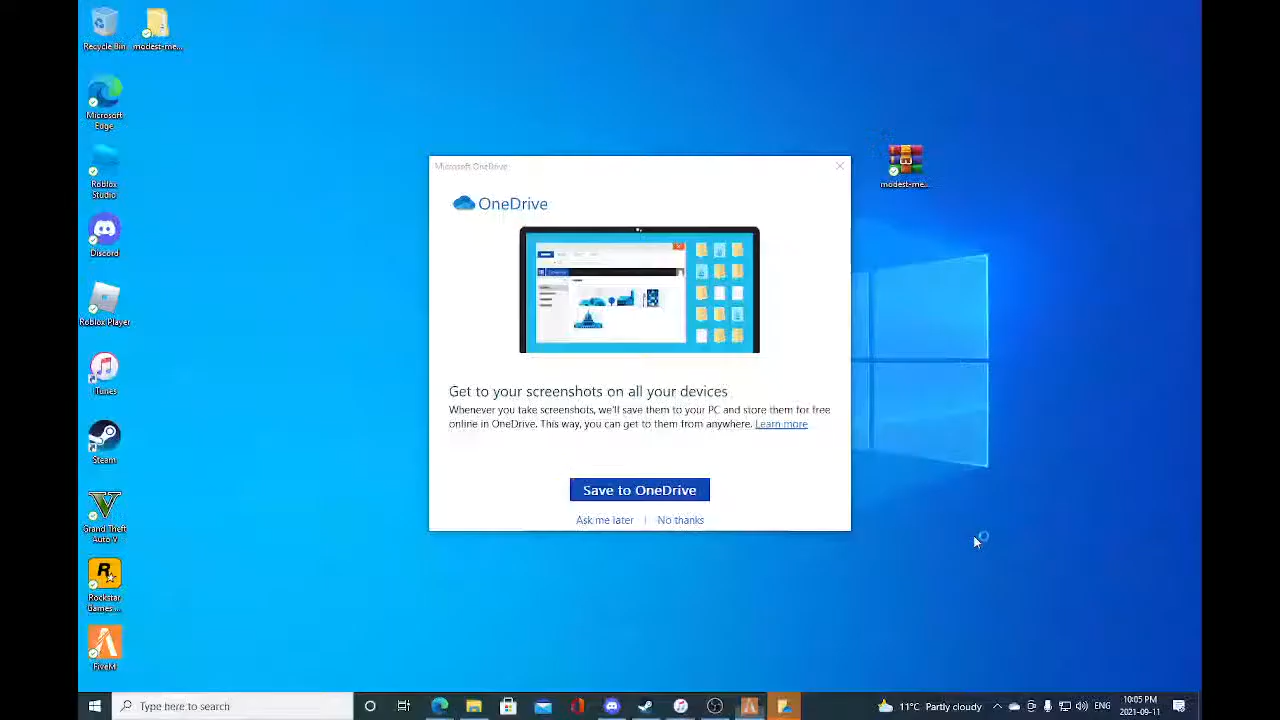 Recycle Bin
modest-me...
Microsoft
Edge
Roblox
Studio
Discord
Roblox Player
iTunes
Steam
Grand Theft
Auto V
Rockstar
Games ...
FiveM
modest-me...
Microsoft OneDrive
OneDrive
Get to your screenshots on all your devices
Whenever you take screenshots, we'll save them to your PC and store them for free
online in OneDrive. This way, you can get to them from anywhere. Learn more
Save to OneDrive
Ask me later | No thanks
Type here to search
11°C Partly cloudy
ENG
10:05 PM
2021-09-11